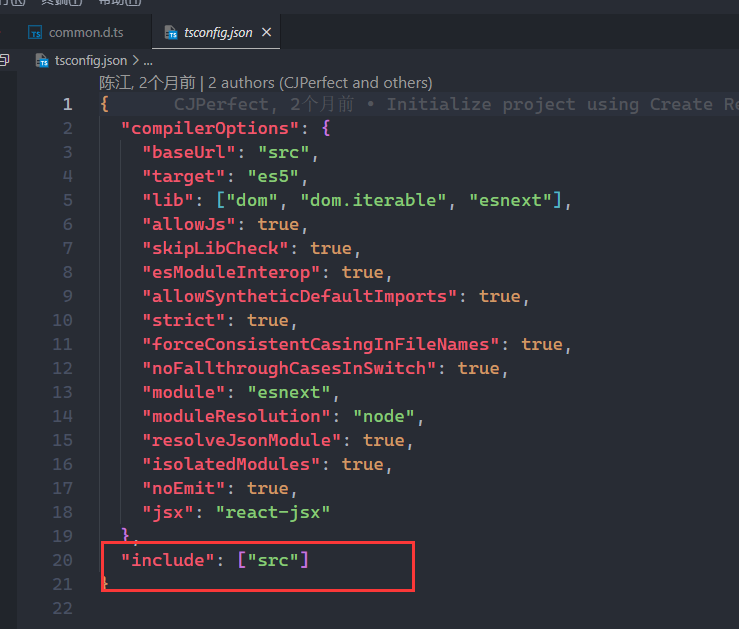 终端(T) 帮助(H)
common.d.ts
tsconfig.json
tsconfig.json > ...
陈江, 2个月前 | 2 authors (CJPerfect and others)
1 { CJPerfect, 2个月前 • Initialize project using Create Re
2 "compilerOptions": {
3 "baseUrl": "src",
4 "target": "es5",
5 "lib": ["dom", "dom.iterable", "esnext"],
6 "allowJs": true,
7 "skipLibCheck": true,
8 "esModuleInterop": true,
9 "allowSyntheticDefaultImports": true,
10 "strict": true,
11 "forceConsistentCasingInFileNames": true,
12 "noFallthroughCasesInSwitch": true,
13 "module": "esnext",
14 "moduleResolution": "node",
15 "resolveJsonModule": true,
16 "isolatedModules": true,
17 "noEmit": true,
18 "jsx": "react-jsx"
19 },
20 "include": ["src"]
21 }
22